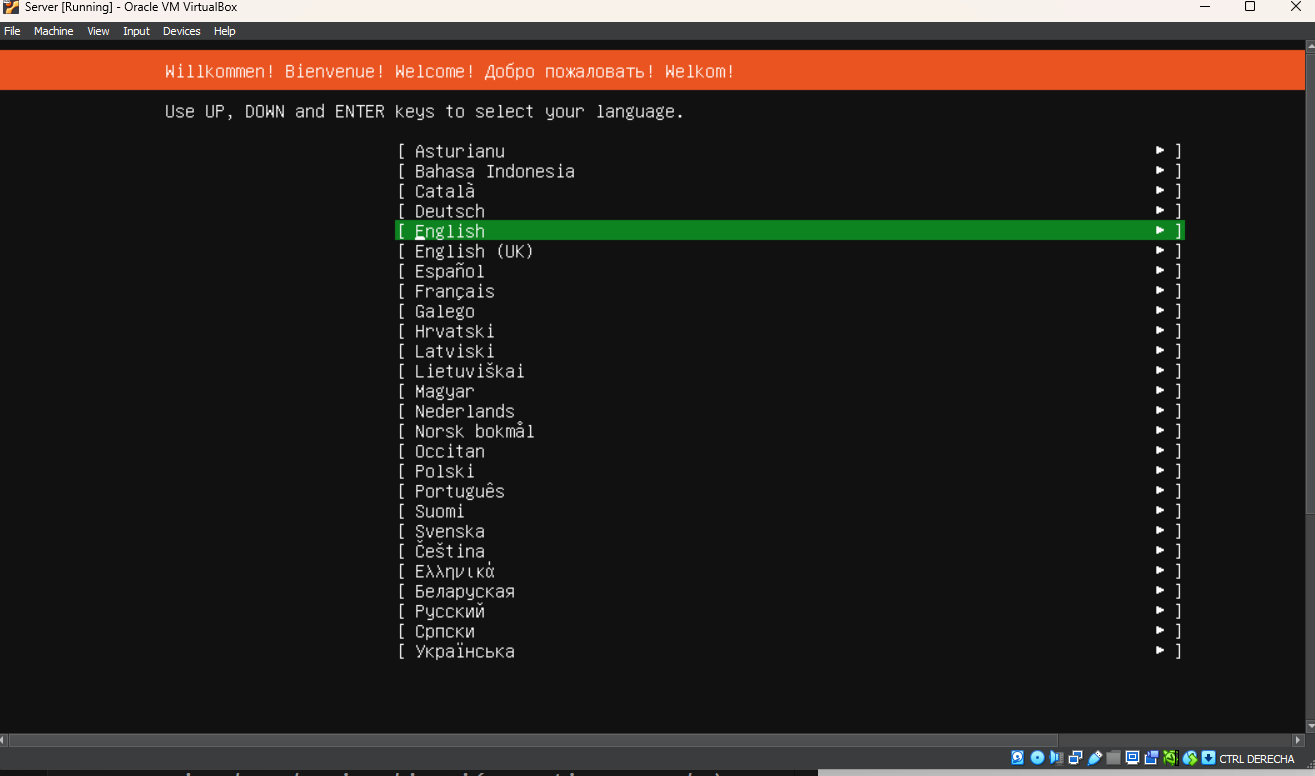 Server [Running] - Oracle VM VirtualBox
File Machine View Input Devices Help
Willkommen! Bienvenue! Welcome! Добро пожаловать! Welkom!
Use UP, DOWN and ENTER keys to select your language.
[ Asturianu ► ]
[ Bahasa Indonesia ► ]
[ Català ► ]
[ Deutsch ► ]
[ English ► ]
[ English (UK) ► ]
[ Español ► ]
[ Français ► ]
[ Galego ► ]
[ Hrvatski ► ]
[ Latviski ► ]
[ Lietuviškai ► ]
[ Magyar ► ]
[ Nederlands ► ]
[ Norsk bokmål ► ]
[ Occitan ► ]
[ Polski ► ]
[ Português ► ]
[ Suomi ► ]
[ Svenska ► ]
[ Čeština ► ]
[ Ελληνικά ► ]
[ Беларуская ► ]
[ Русский ► ]
[ Српски ► ]
[ Українська ► ]
CTRL DERECHA